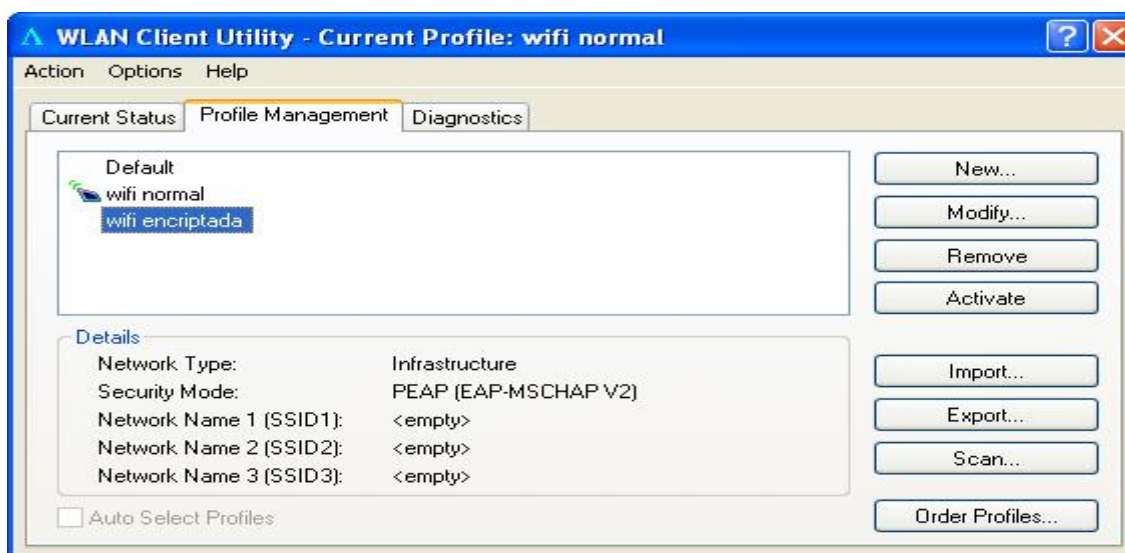 WLAN Client Utility - Current Profile: wifi normal
Action Options Help
Current Status Profile Management Diagnostics
Default
wifi normal
wifi encriptada
New...
Modify...
Remove
Activate
Details
Network Type: Infrastructure
Security Mode: PEAP (EAP-MSCHAP V2)
Network Name 1 (SSID1): <empty>
Network Name 2 (SSID2): <empty>
Network Name 3 (SSID3): <empty>
Import...
Export...
Scan...
Auto Select Profiles
Order Profiles...